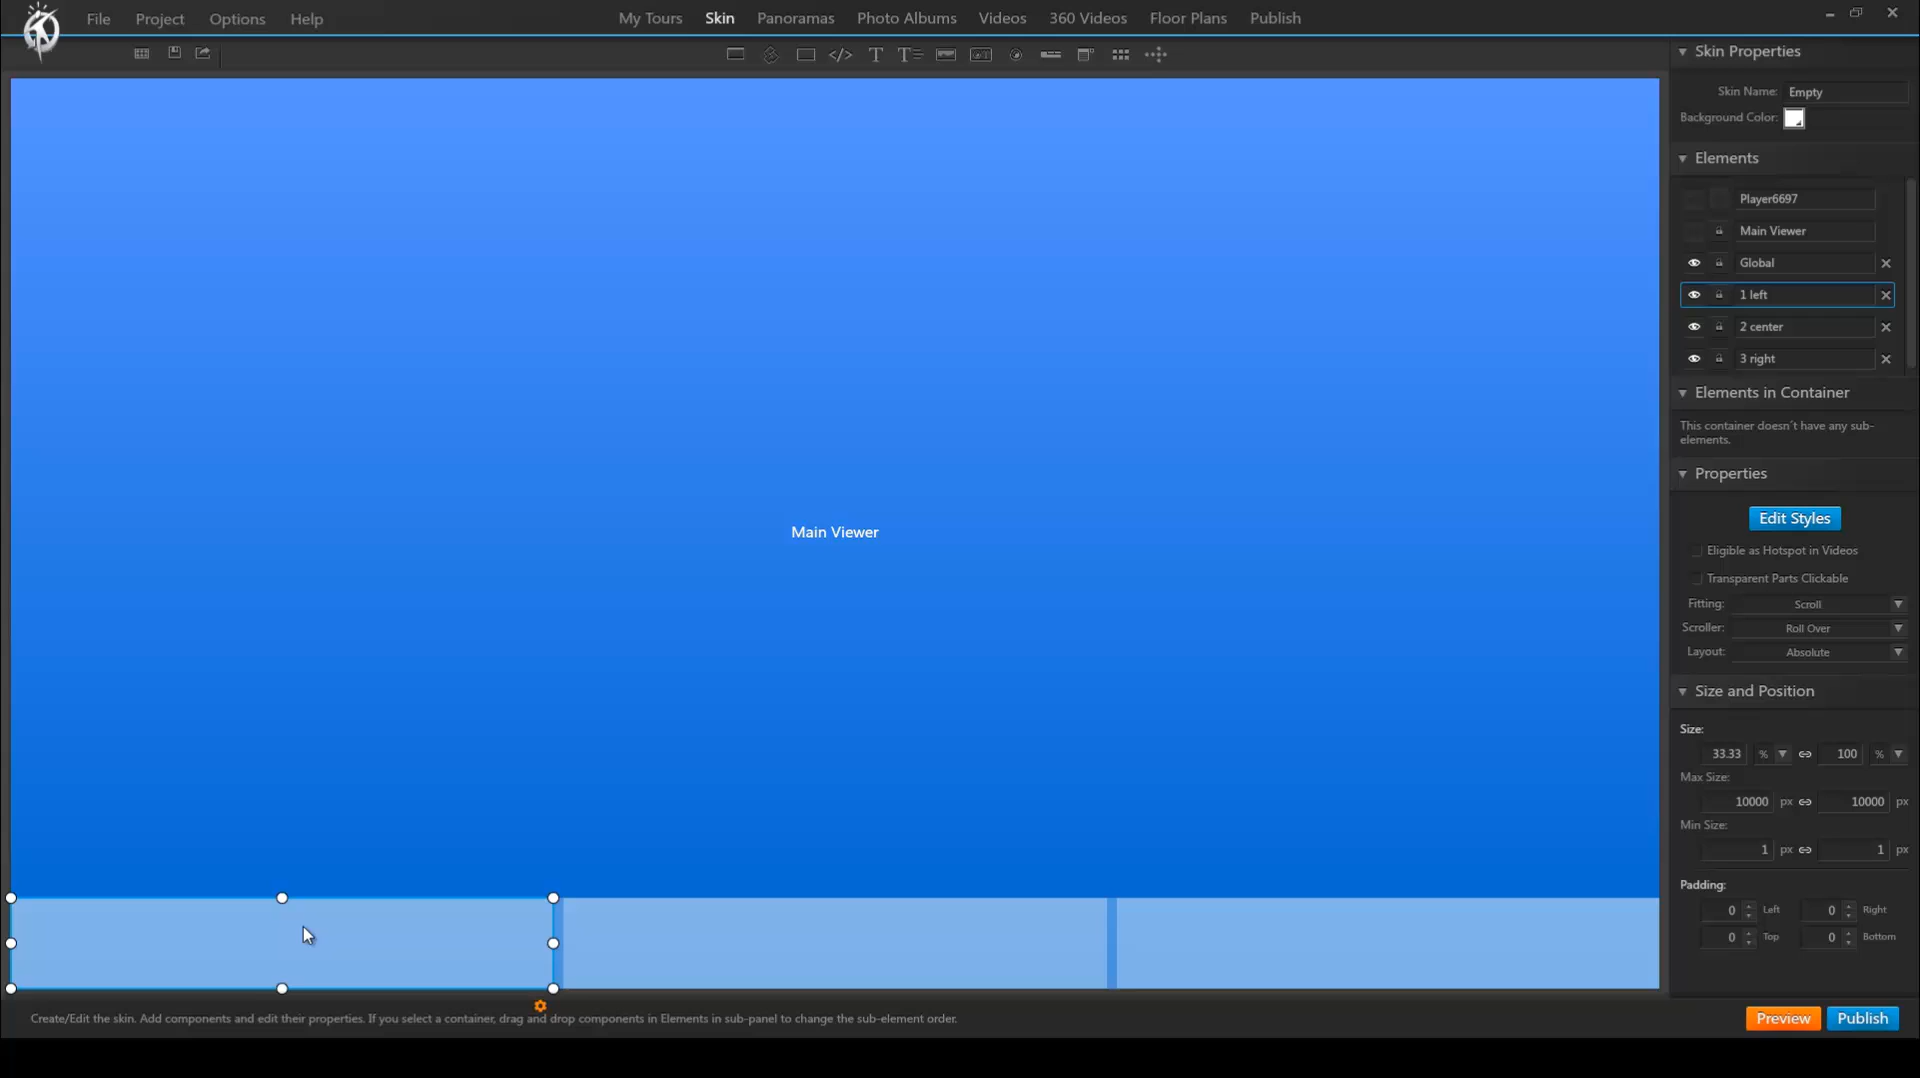 File Project Options Help My Tours Skin Panoramas Photo Albums Videos 360 Videos Floor Plans Publish
Skin Properties
Skin Name: Empty
Background Color:
Elements
Player6697
Main Viewer
Global
1 left
2 center
3 right
Elements in Container
This container doesn't have any sub-
elements.
Properties
Edit Styles
Eligible as Hotspot in Videos
Transparent Parts Clickable
Fitting: Scroll
Scroller: Roll Over
Layout: Absolute
Size and Position
Size:
33.33 % 100 %
Max Size:
10000 px 10000 px
Min Size:
1 px 1 px
Padding:
0 Left 0 Right
0 Top 0 Bottom
Main Viewer
Create/Edit the skin. Add components and edit their properties. If you select a container, drag and drop components in Elements in sub-panel to change the sub-element order.
Preview Publish